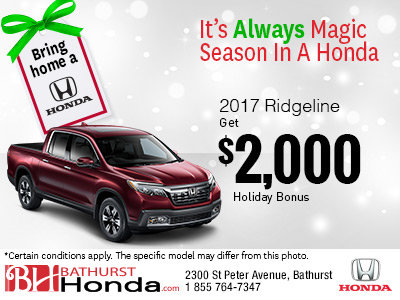 It's Always Magic
Season In A Honda
Bring
home a
HONDA
2017 Ridgeline
Get
$2,000
Holiday Bonus
*Certain conditions apply. The specific model may differ from this photo.
BH BATHURST
Honda.com
2300 St Peter Avenue, Bathurst
1 855 764-7347
HONDA